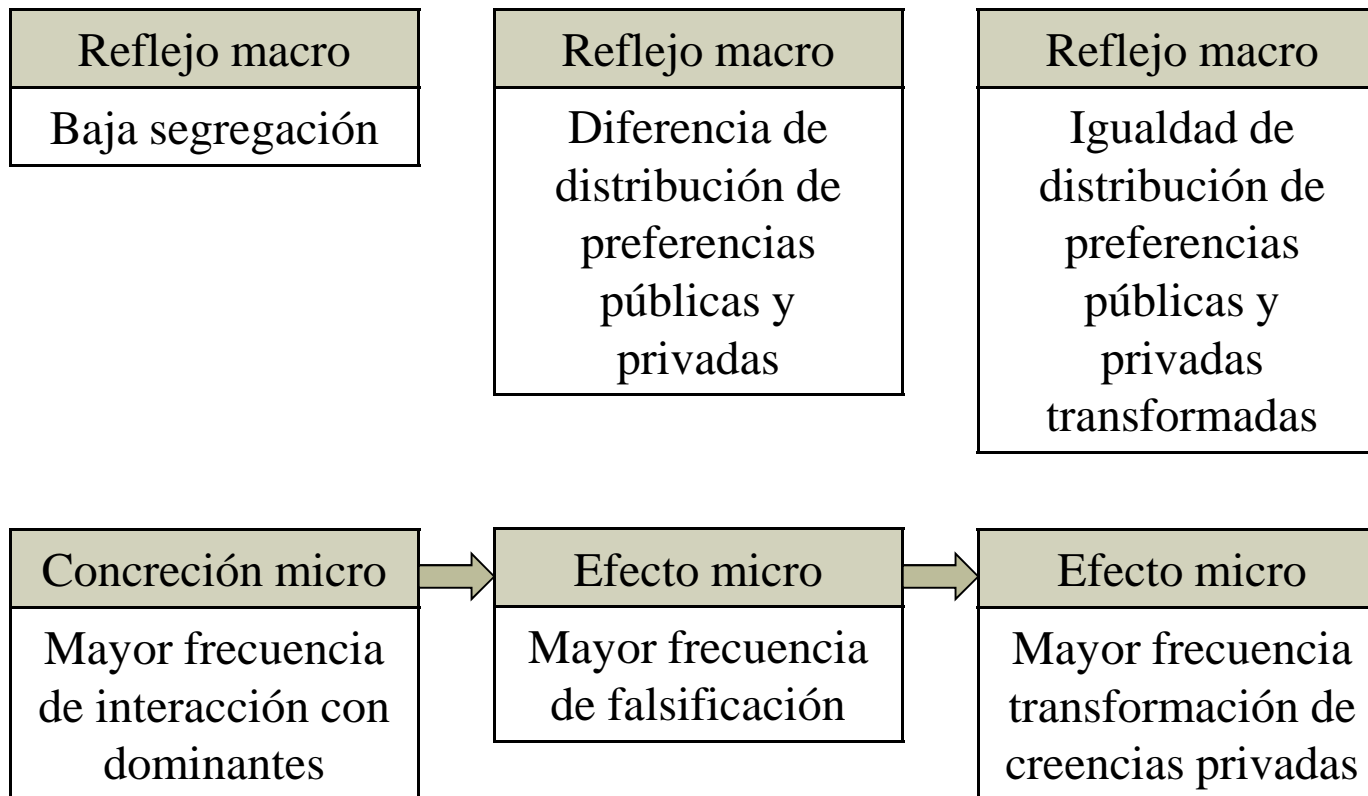 Reflejo macro
Baja segregación
Reflejo macro
Diferencia de
distribución de
preferencias
públicas y
privadas
Reflejo macro
Igualdad de
distribución de
preferencias
públicas y
privadas
transformadas
Concreción micro
Mayor frecuencia
de interacción con
dominantes
Efecto micro
Mayor frecuencia
de falsificación
Efecto micro
Mayor frecuencia
transformación de
creencias privadas